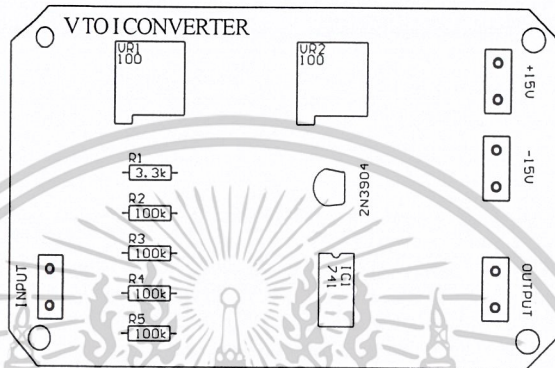 V TO I CONVERTER
VR1
100
VR2
100
+15V
-15V
R1
3.3k
R2
100k
R3
100k
R4
100k
R5
100k
2N3904
IC1
741
INPUT
OUTPUT